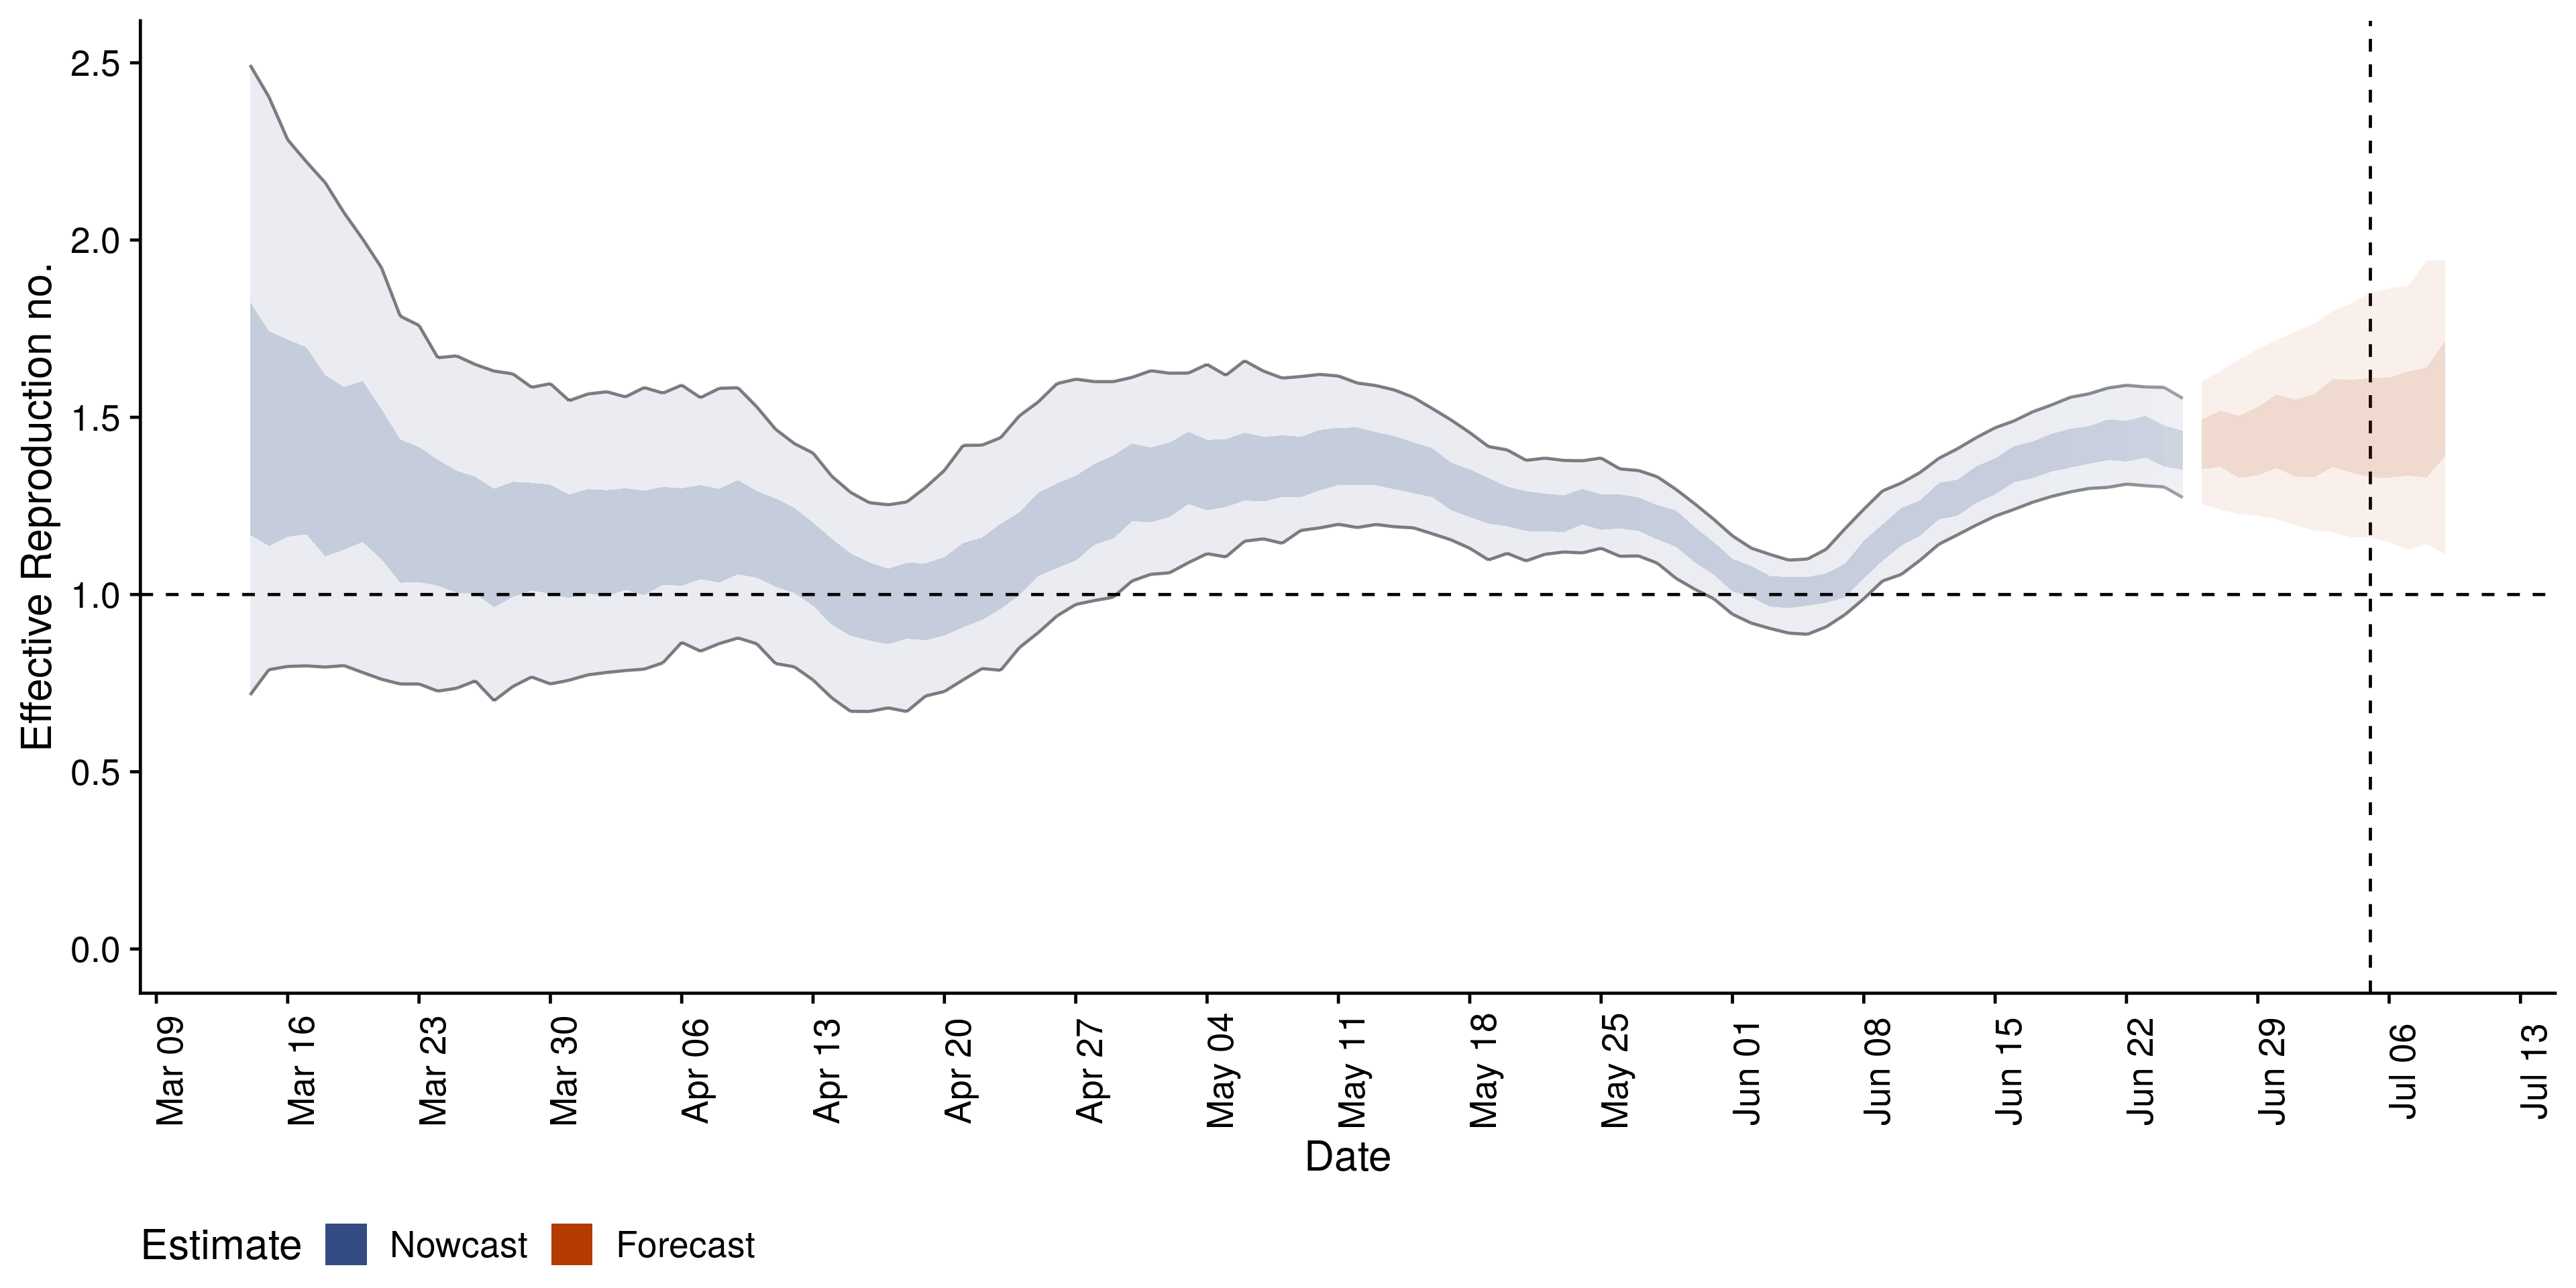 Effective Reproduction no.
2.5
2.0
1.5
1.0
0.5
0.0
Mar 09
Mar 16
Mar 23
Mar 30
Apr 06
Apr 13
Apr 20
Apr 27
May 04
May 11
May 18
May 25
Jun 01
Jun 08
Jun 15
Jun 22
Jun 29
Jul 06
Jul 13
Date
Estimate Nowcast Forecast